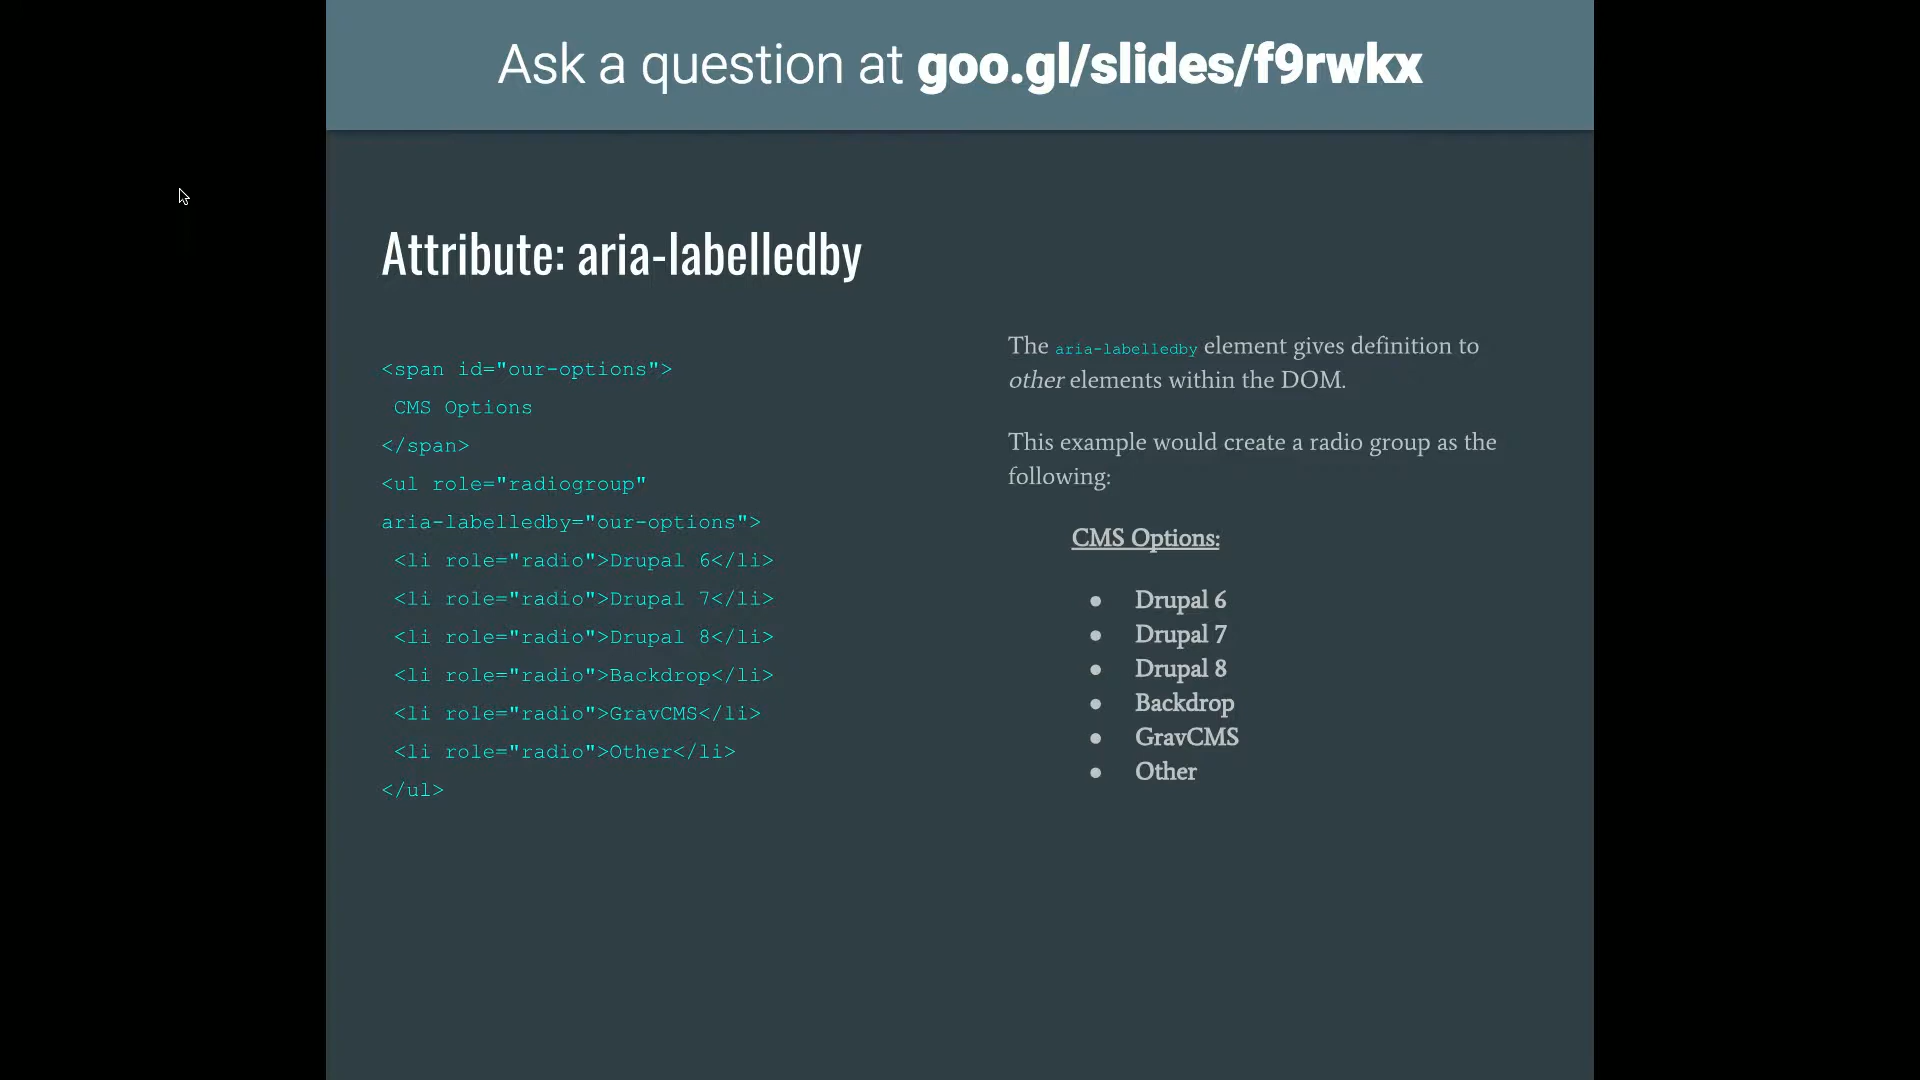 Ask a question at goo.gl/slides/f9rwkx
Attribute: aria-labelledby
<span id="our-options">
CMS Options
</span>
<ul role="radiogroup"
aria-labelledby="our-options">
<li role="radio">Drupal 6</li>
<li role="radio">Drupal 7</li>
<li role="radio">Drupal 8</li>
<li role="radio">Backdrop</li>
<li role="radio">GravCMS</li>
<li role="radio">Other</li>
</ul>
The aria-labelledby element gives definition to
other elements within the DOM.
This example would create a radio group as the
following:
CMS Options:
● Drupal 6
● Drupal 7
● Drupal 8
● Backdrop
● GravCMS
● Other